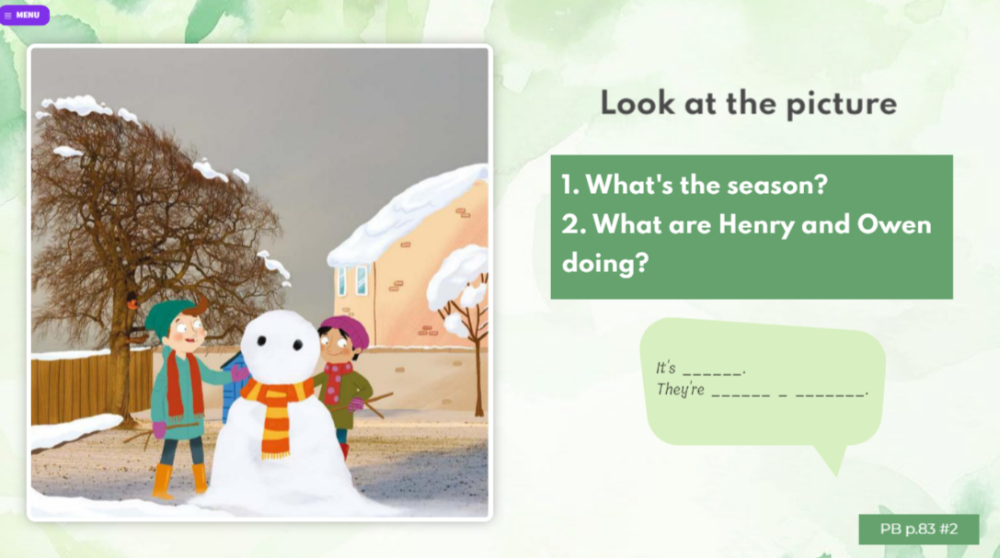 MENU
Look at the picture
1. What's the season?
2. What are Henry and Owen
doing?
It's ______.
They're ______ _ _______.
PB p.83 #2